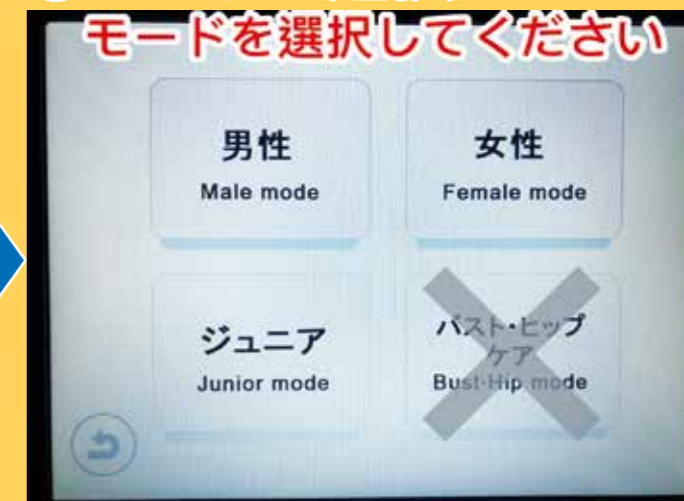 モードを選択してください
男性
Male mode
女性
Female mode
ジュニア
Junior mode
バスト・ヒップ
ケア
Bust·Hip mode